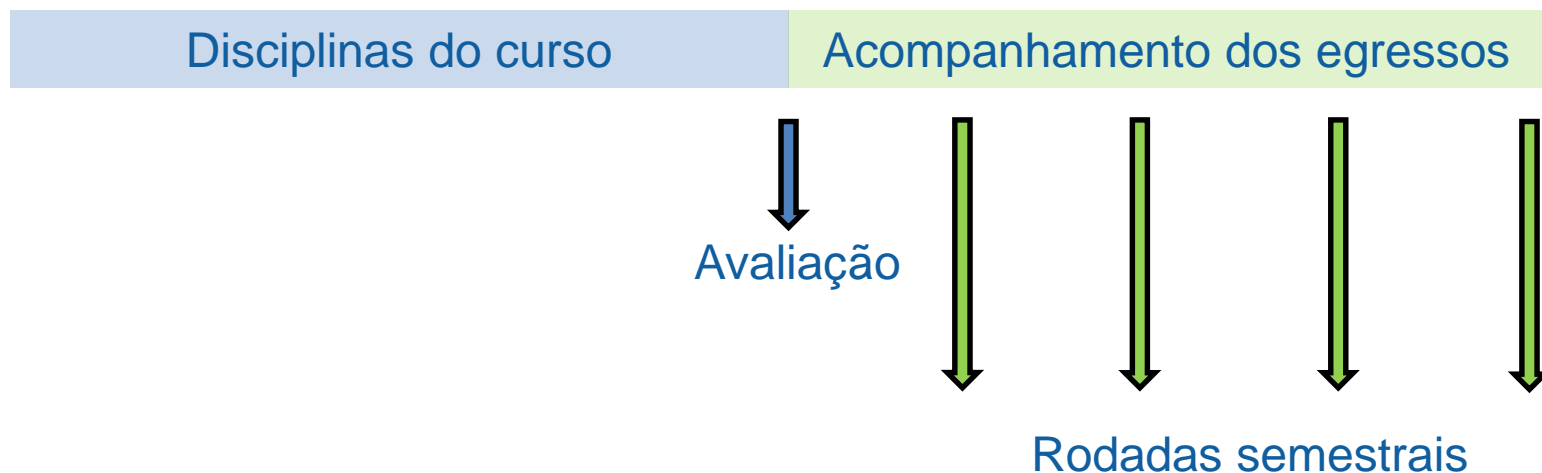 Disciplinas do curso
Acompanhamento dos egressos
Avaliação
Rodadas semestrais